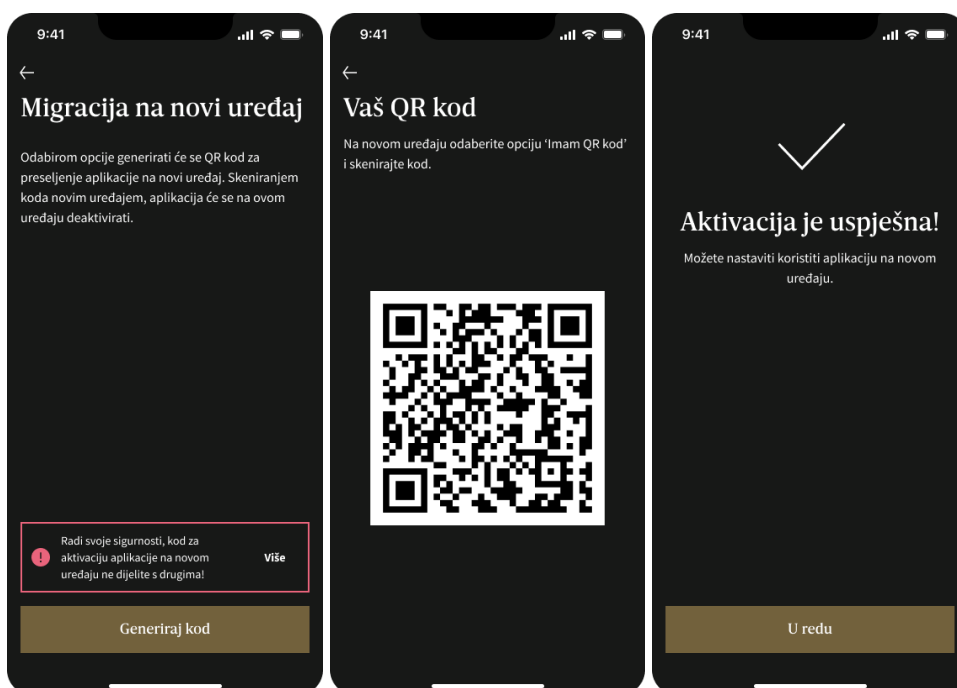 9:41
Migracija na novi uređaj
Odabirom opcije generirati će se QR kod za
preseljenje aplikacije na novi uređaj. Skeniranjem
koda novim uređajem, aplikacija će se na ovom
uređaju deaktivirati.
Radi svoje sigurnosti, kod za
aktivaciju aplikacije na novom
uređaju ne dijelite s drugima!
Više
Generiraj kod
9:41
Vaš QR kod
Na novom uređaju odaberite opciju ‘Imam QR kod’
i skenirajte kod.
9:41
Aktivacija je uspješna!
Možete nastaviti koristiti aplikaciju na novom
uređaju.
U redu